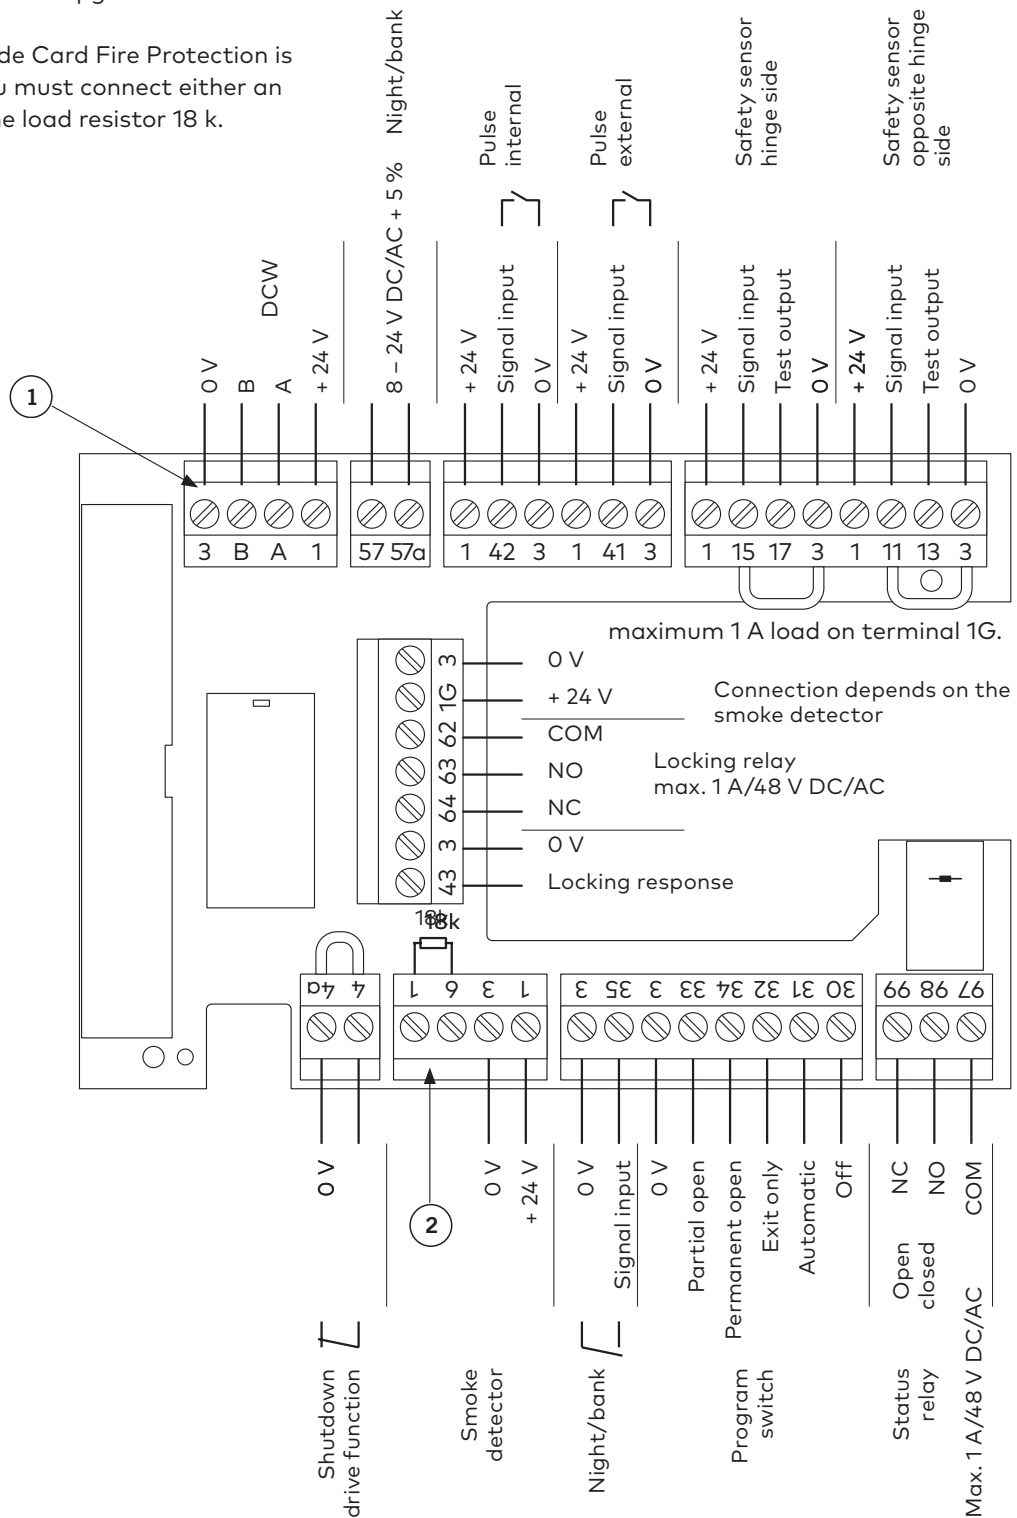 de Card Fire Protection is
u must connect either an
e load resistor 18 k.
Night/bank
8 – 24 V DC/AC + 5 %
Pulse
internal
Pulse
external
Safety sensor
hinge side
Safety sensor
opposite hinge
side
DCW
0 V
B
A
+ 24 V
+ 24 V
Signal input
0 V
+ 24 V
Signal input
0 V
+ 24 V
Signal input
Test output
0 V
+ 24 V
Signal input
Test output
0 V
1
3 B A 1
57 57a
1 42 3 1 41 3
1 15 17 3 1 11 13 3
maximum 1 A load on terminal 1G.
3 0 V
1G + 24 V
Connection depends on the
smoke detector
62 COM
63 NO
64 NC
Locking relay
max. 1 A/48 V DC/AC
3 0 V
43 Locking response
18k
18k
4a 4
1 6 3 1
3 35 3 33 34 32 31 30
99 98 97
2
0 V
0 V
+ 24 V
0 V
Signal input
0 V
Partial open
Permanent open
Exit only
Automatic
Off
NC
NO
COM
Open
closed
Shutdown
drive function
Smoke
detector
Night/bank
Program
switch
Status
relay
Max. 1 A/48 V DC/AC